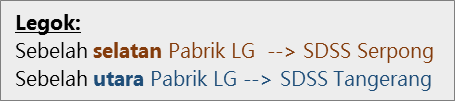 Legok:
Sebelah selatan Pabrik LG --> SDSS Serpong
Sebelah utara Pabrik LG --> SDSS Tangerang